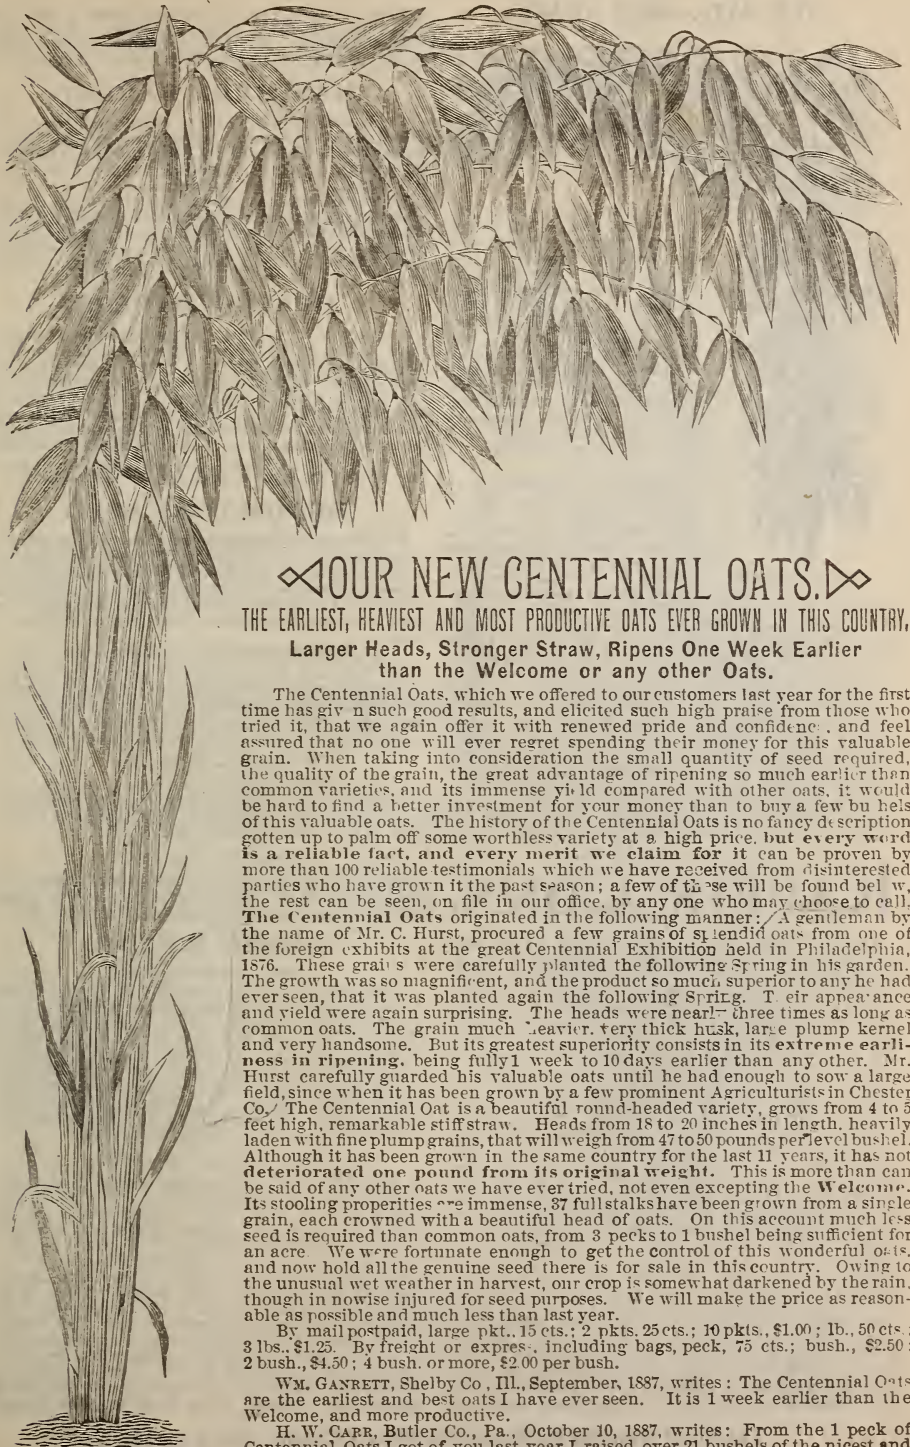 OUR NEW CENTENNIAL OATS.
THE EARLIEST, HEAVIEST AND MOST PRODUCTIVE OATS EVER GROWN IN THIS COUNTRY.
Larger Heads, Stronger Straw, Ripens One Week Earlier
than the Welcome or any other Oats.
The Centennial Oats, which we offered to our customers last year for the first
time has giv n such good results, and elicited such high praise from those who
tried it, that we again offer it with renewed pride and confidenc , and feel
assured that no one will ever regret spending their money for this valuable
grain. When taking into consideration the small quantity of seed required,
the quality of the grain, the great advantage of ripening so much earlier than
common varieties, and its immense yield compared with other oats, it would
be hard to find a better investment for your money than to buy a few bu hels
of this valuable oats. The history of the Centennial Oats is no fancy description
gotten up to palm off some worthless variety at a high price, but every word
is a reliable fact, and every merit we claim for it can be proven by
more than 100 reliable testimonials which we have received from disinterested
parties who have grown it the past season; a few of these will be found bel w,
the rest can be seen, on file in our office, by any one who may choose to call.
The Centennial Oats originated in the following manner: A gentleman by
the name of Mr. C. Hurst, procured a few grains of splendid oats from one of
the foreign exhibits at the great Centennial Exhibition held in Philadelphia,
1876. These grai s were carefully planted the following Spring in his garden.
The growth was so magnificent, and the product so much superior to any he had
ever seen, that it was planted again the following Spring. T eir appearance
and yield were again surprising. The heads were nearly three times as long as
common oats. The grain much heavier, very thick husk, large plump kernel
and very handsome. But its greatest superiority consists in its extreme earli-
ness in ripening, being fully 1 week to 10 days earlier than any other. Mr.
Hurst carefully guarded his valuable oats until he had enough to sow a large
field, since when it has been grown by a few prominent Agriculturists in Chester
Co. The Centennial Oat is a beautiful round-headed variety, grows from 4 to 5
feet high, remarkable stiff straw. Heads from 18 to 20 inches in length, heavily
laden with fine plump grains, that will weigh from 47 to 50 pounds per level bushel.
Although it has been grown in the same country for the last 11 years, it has not
deteriorated one pound from its original weight. This is more than can
be said of any other oats we have ever tried, not even excepting the Welcome.
Its stooling properities are immense, 37 full stalks have been grown from a single
grain, each crowned with a beautiful head of oats. On this account much less
seed is required than common oats, from 3 pecks to 1 bushel being sufficient for
an acre We were fortunate enough to get the control of this wonderful oats,
and now hold all the genuine seed there is for sale in this country. Owing to
the unusual wet weather in harvest, our crop is somewhat darkened by the rain,
though in nowise injured for seed purposes. We will make the price as reason-
able as possible and much less than last year.
By mail postpaid, large pkt., 15 cts.; 2 pkts. 25 cts.; 10 pkts., $1.00; lb., 50 cts.;
3 lbs., $1.25. By freight or express, including bags, peck, 75 cts.; bush., $2.50;
2 bush., $4.50; 4 bush. or more, $2.00 per bush.
WM. GANRETT, Shelby Co , Ill., September, 1887, writes: The Centennial Oats
are the earliest and best oats I have ever seen. It is 1 week earlier than the
Welcome, and more productive.
H. W. CARR, Butler Co., Pa., October 10, 1887, writes: From the 1 peck of
Centennial Oats I got of you last year I raised over 21 bushels of the nicest and